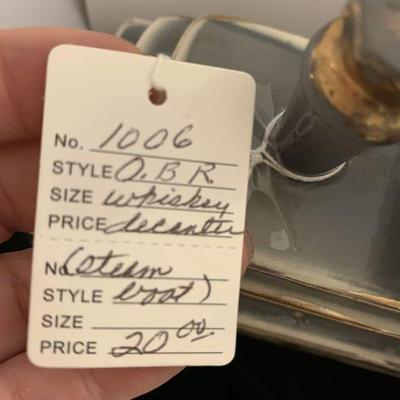 No. 1006
STYLE O.B.R.
SIZE whiskey
PRICE decanter
No. (steam
STYLE boat)
SIZE
PRICE 20 00.